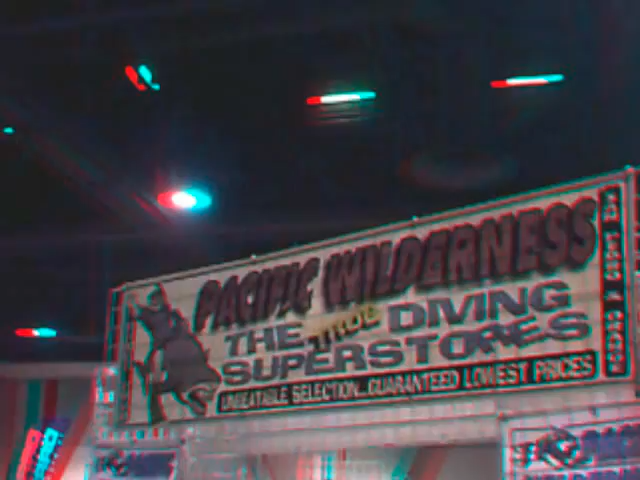 PACIFIC WILDERNESS
THE TRUE DIVING
SUPERSTORES
UNBEATABLE SELECTION...GUARANTEED LOWEST PRICES